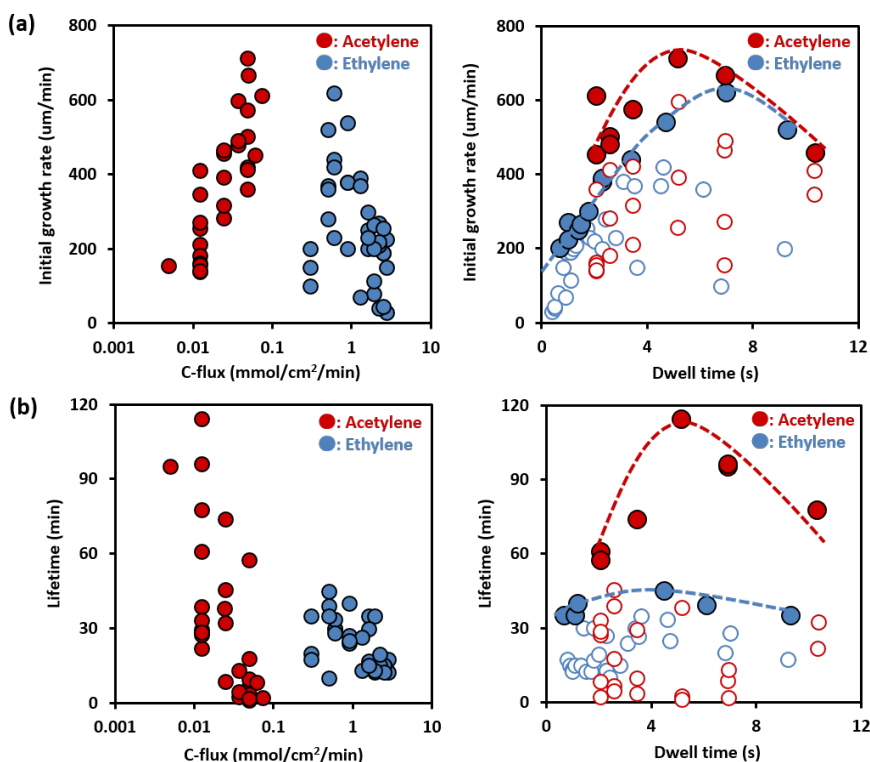 (a)
Initial growth rate (um/min)
800
600
400
200
0
0.001
0.01
0.1
1
10
C-flux (mmol/cm²/min)
: Acetylene
: Ethylene
Initial growth rate (um/min)
800
600
400
200
0
0
4
8
12
Dwell time (s)
: Acetylene
: Ethylene
(b)
Lifetime (min)
120
90
60
30
0
0.001
0.01
0.1
1
10
C-flux (mmol/cm²/min)
: Acetylene
: Ethylene
Lifetime (min)
120
90
60
30
0
0
4
8
12
Dwell time (s)
: Acetylene
: Ethylene